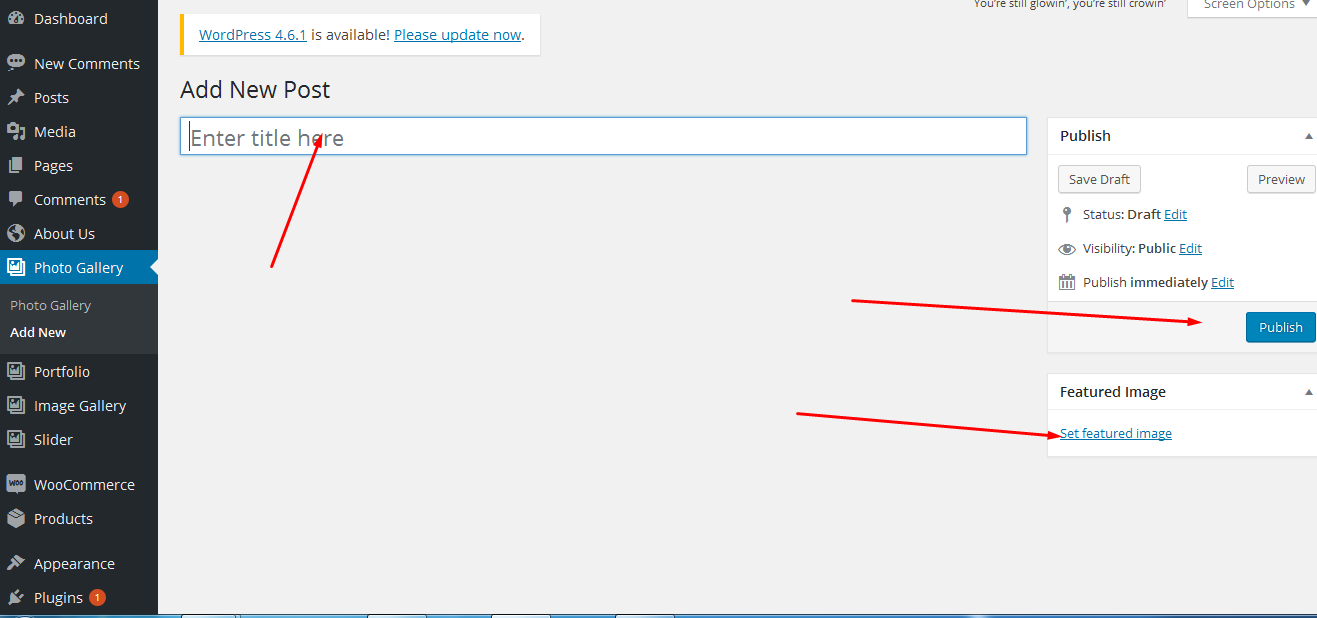 Dashboard
New Comments
Posts
Media
Pages
Comments 1
About Us
Photo Gallery
Photo Gallery
Add New
Portfolio
Image Gallery
Slider
WooCommerce
Products
Appearance
Plugins 1
You're still glowin', you're still crowin'
Screen Options
WordPress 4.6.1 is available! Please update now.
Add New Post
Enter title here
Publish
Save Draft Preview
Status: Draft Edit
Visibility: Public Edit
Publish immediately Edit
Publish
Featured Image
Set featured image